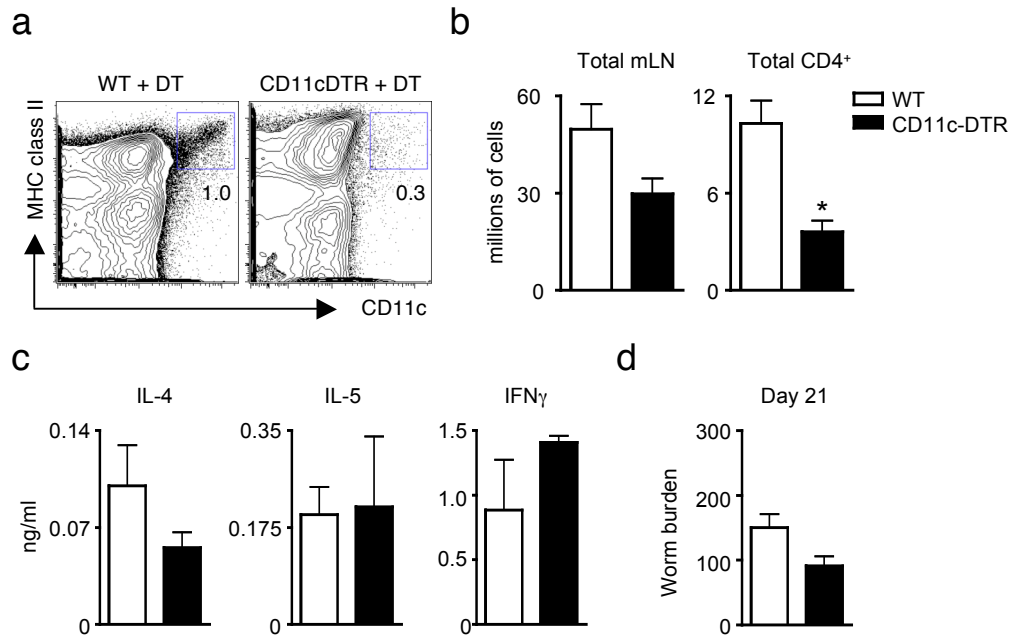 a
WT + DT
CD11cDTR + DT
MHC class II
1.0
0.3
CD11c
b
Total mLN
Total CD4⁺
WT
CD11c-DTR
millions of cells
60
30
0
12
6
0
*
c
IL-4
IL-5
IFNγ
ng/ml
0.14
0.07
0
0.35
0.175
0
1.5
1.0
0.5
0
d
Day 21
Worm burden
300
200
100
0